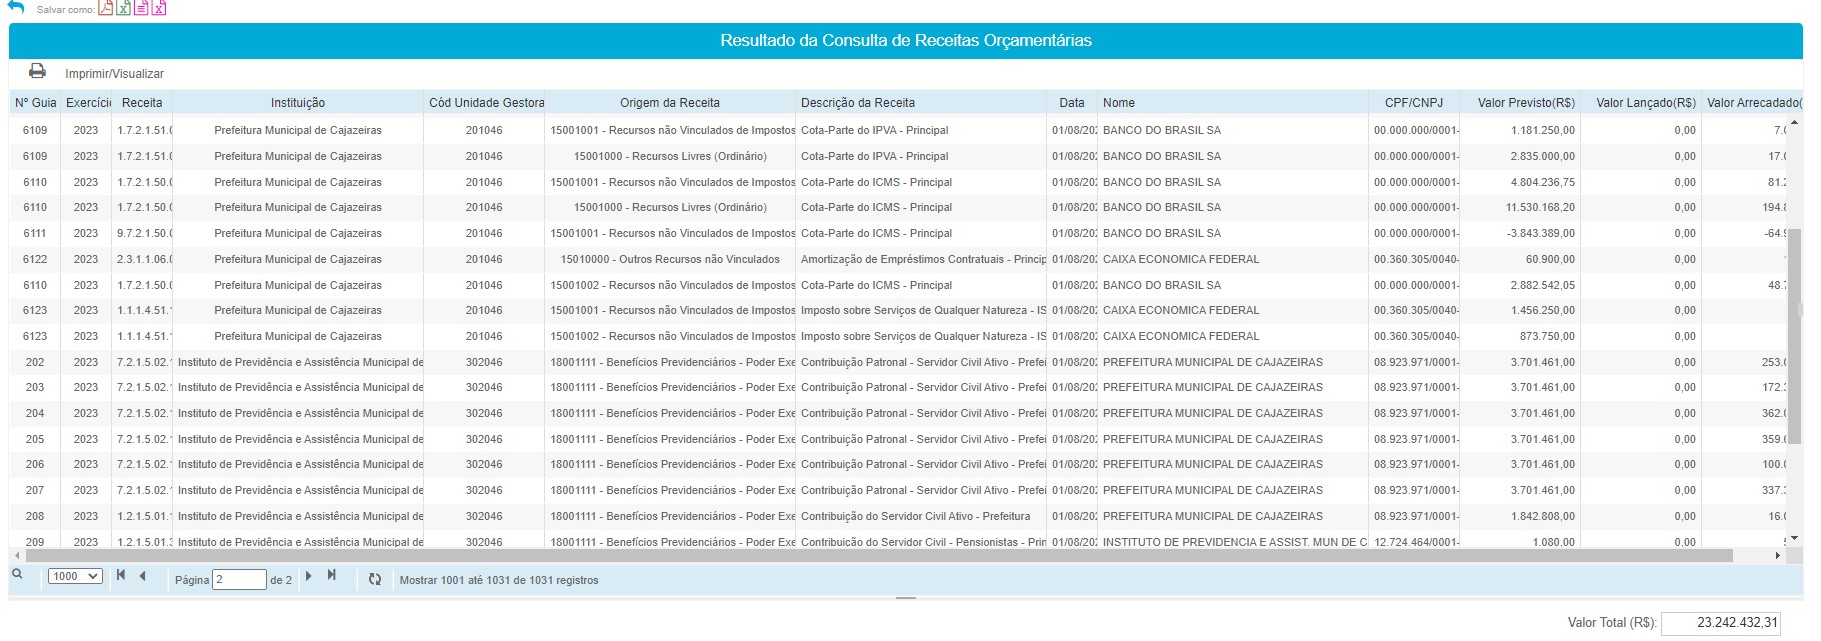 Salvar como:
Resultado da Consulta de Receitas Orçamentárias
Imprimir/Visualizar
Nº Guia Exercíci Receita Instituição Cód Unidade Gestora Origem da Receita Descrição da Receita Data Nome CPF/CNPJ Valor Previsto(R$) Valor Lançado(R$) Valor Arrecadado(
6109 2023 1.7.2.1.51.0 Prefeitura Municipal de Cajazeiras 201046 15001001 - Recursos não Vinculados de Impostos Cota-Parte do IPVA - Principal 01/08/202 BANCO DO BRASIL SA 00.000.000/0001- 1.181.250,00 0,00 7.0
6109 2023 1.7.2.1.51.0 Prefeitura Municipal de Cajazeiras 201046 15001000 - Recursos Livres (Ordinário) Cota-Parte do IPVA - Principal 01/08/202 BANCO DO BRASIL SA 00.000.000/0001- 2.835.000,00 0,00 17.0
6110 2023 1.7.2.1.50.0 Prefeitura Municipal de Cajazeiras 201046 15001001 - Recursos não Vinculados de Impostos Cota-Parte do ICMS - Principal 01/08/202 BANCO DO BRASIL SA 00.000.000/0001- 4.804.236,75 0,00 81.2
6110 2023 1.7.2.1.50.0 Prefeitura Municipal de Cajazeiras 201046 15001000 - Recursos Livres (Ordinário) Cota-Parte do ICMS - Principal 01/08/202 BANCO DO BRASIL SA 00.000.000/0001- 11.530.168,20 0,00 194.8
6111 2023 9.7.2.1.50.0 Prefeitura Municipal de Cajazeiras 201046 15001001 - Recursos não Vinculados de Impostos Cota-Parte do ICMS - Principal 01/08/202 BANCO DO BRASIL SA 00.000.000/0001- -3.843.389,00 0,00 -64.9
6122 2023 2.3.1.1.06.0 Prefeitura Municipal de Cajazeiras 201046 15010000 - Outros Recursos não Vinculados Amortização de Empréstimos Contratuais - Princip 01/08/202 CAIXA ECONOMICA FEDERAL 00.360.305/0040- 60.900,00 0,00
6110 2023 1.7.2.1.50.0 Prefeitura Municipal de Cajazeiras 201046 15001002 - Recursos não Vinculados de Impostos Cota-Parte do ICMS - Principal 01/08/202 BANCO DO BRASIL SA 00.000.000/0001- 2.882.542,05 0,00 48.7
6123 2023 1.1.1.4.51.1 Prefeitura Municipal de Cajazeiras 201046 15001001 - Recursos não Vinculados de Impostos Imposto sobre Serviços de Qualquer Natureza - IS 01/08/202 CAIXA ECONOMICA FEDERAL 00.360.305/0040- 1.456.250,00 0,00
6123 2023 1.1.1.4.51.1 Prefeitura Municipal de Cajazeiras 201046 15001002 - Recursos não Vinculados de Impostos Imposto sobre Serviços de Qualquer Natureza - IS 01/08/202 CAIXA ECONOMICA FEDERAL 00.360.305/0040- 873.750,00 0,00
202 2023 7.2.1.5.02.1 Instituto de Previdência e Assistência Municipal de 302046 18001111 - Benefícios Previdenciários - Poder Exe Contribuição Patronal - Servidor Civil Ativo - Prefei 01/08/202 PREFEITURA MUNICIPAL DE CAJAZEIRAS 08.923.971/0001- 3.701.461,00 0,00 253.0
203 2023 7.2.1.5.02.1 Instituto de Previdência e Assistência Municipal de 302046 18001111 - Benefícios Previdenciários - Poder Exe Contribuição Patronal - Servidor Civil Ativo - Prefei 01/08/202 PREFEITURA MUNICIPAL DE CAJAZEIRAS 08.923.971/0001- 3.701.461,00 0,00 172.3
204 2023 7.2.1.5.02.1 Instituto de Previdência e Assistência Municipal de 302046 18001111 - Benefícios Previdenciários - Poder Exe Contribuição Patronal - Servidor Civil Ativo - Prefei 01/08/202 PREFEITURA MUNICIPAL DE CAJAZEIRAS 08.923.971/0001- 3.701.461,00 0,00 362.0
205 2023 7.2.1.5.02.1 Instituto de Previdência e Assistência Municipal de 302046 18001111 - Benefícios Previdenciários - Poder Exe Contribuição Patronal - Servidor Civil Ativo - Prefei 01/08/202 PREFEITURA MUNICIPAL DE CAJAZEIRAS 08.923.971/0001- 3.701.461,00 0,00 359.6
206 2023 7.2.1.5.02.1 Instituto de Previdência e Assistência Municipal de 302046 18001111 - Benefícios Previdenciários - Poder Exe Contribuição Patronal - Servidor Civil Ativo - Prefei 01/08/202 PREFEITURA MUNICIPAL DE CAJAZEIRAS 08.923.971/0001- 3.701.461,00 0,00 100.0
207 2023 7.2.1.5.02.1 Instituto de Previdência e Assistência Municipal de 302046 18001111 - Benefícios Previdenciários - Poder Exe Contribuição Patronal - Servidor Civil Ativo - Prefei 01/08/202 PREFEITURA MUNICIPAL DE CAJAZEIRAS 08.923.971/0001- 3.701.461,00 0,00 337.3
208 2023 1.2.1.5.01.1 Instituto de Previdência e Assistência Municipal de 302046 18001111 - Benefícios Previdenciários - Poder Exe Contribuição do Servidor Civil Ativo - Prefeitura 01/08/202 PREFEITURA MUNICIPAL DE CAJAZEIRAS 08.923.971/0001- 1.842.808,00 0,00 16.0
209 2023 1.2.1.5.01.3 Instituto de Previdência e Assistência Municipal de 302046 18001111 - Benefícios Previdenciários - Poder Exe Contribuição do Servidor Civil - Pensionistas - Prin 01/08/202 INSTITUTO DE PREVIDENCIA E ASSIST. MUN DE C 12.724.464/0001- 1.080,00 0,00
1000 Página 2 de 2 Mostrar 1001 até 1031 de 1031 registros
Valor Total (R$): 23.242.432,31